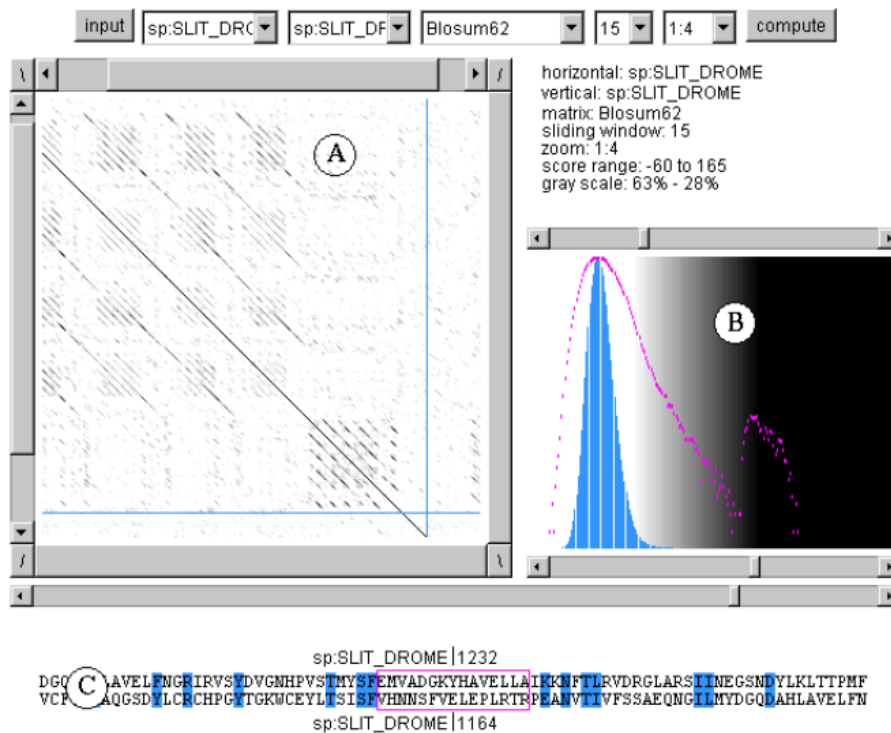 input sp:SLIT_DRO sp:SLIT_DF Blosum62 15 1:4 compute
horizontal: sp:SLIT_DROME
vertical: sp:SLIT_DROME
matrix: Blosum62
sliding window: 15
zoom: 1:4
score range: -60 to 165
gray scale: 63% - 28%
A
B
sp:SLIT_DROME|1232
DGQ AVELFNGRIRVSYDVGNHPVSTMYSFEMVADGKYHAVELLAIKKNFTLRVDRGLARSIINEGSNDYLKLTTPMF
C
VCF AQGSDYLCRCHPGYTGKWCEYLTSISFVHNNSFVELEPLRTRPEANVTIVFSSAEQNGILMYDGQDAHLAVELFN
sp:SLIT_DROME|1164